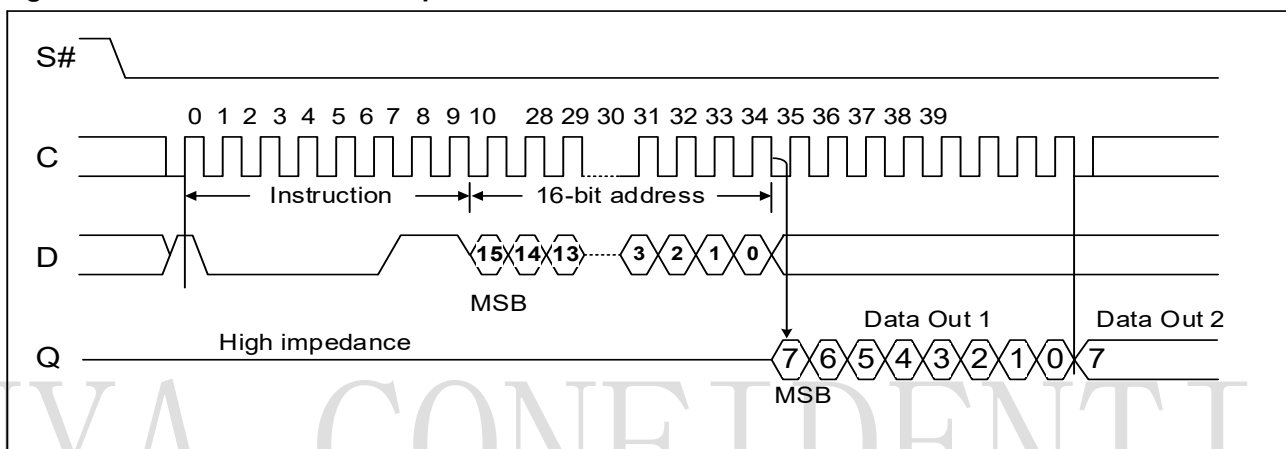 S#
0 1 2 3 4 5 6 7 8 9 10 28 29 30 31 32 33 34 35 36 37 38 39
C
Instruction 16-bit address
D 15 14 13 3 2 1 0
MSB
Data Out 1 Data Out 2
High impedance
Q 7 6 5 4 3 2 1 0 7
MSB
YA CONFIDENTI